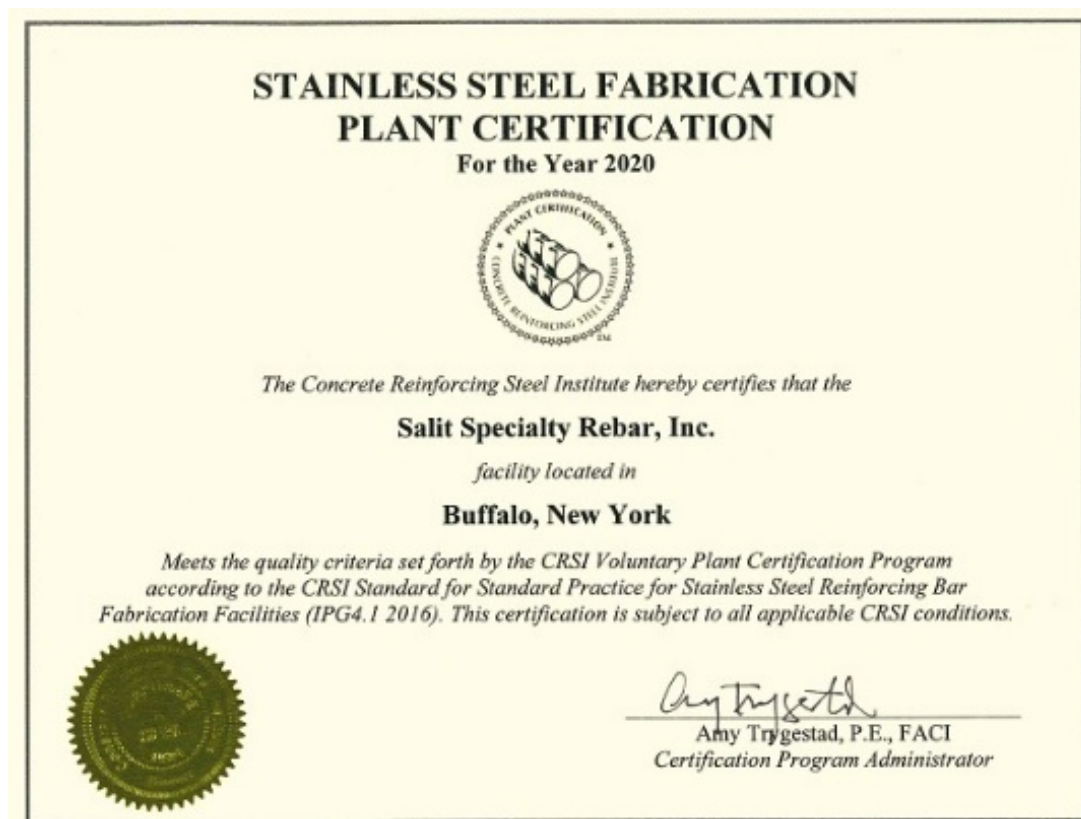 STAINLESS STEEL FABRICATION
PLANT CERTIFICATION
For the Year 2020
PLANT CERTIFICATION
CONCRETE REINFORCING STEEL INSTITUTE
TM
The Concrete Reinforcing Steel Institute hereby certifies that the
Salit Specialty Rebar, Inc.
facility located in
Buffalo, New York
Meets the quality criteria set forth by the CRSI Voluntary Plant Certification Program
according to the CRSI Standard for Standard Practice for Stainless Steel Reinforcing Bar
Fabrication Facilities (IPG4.1 2016). This certification is subject to all applicable CRSI conditions.
Amy Trygestad
Amy Trygestad, P.E., FACI
Certification Program Administrator